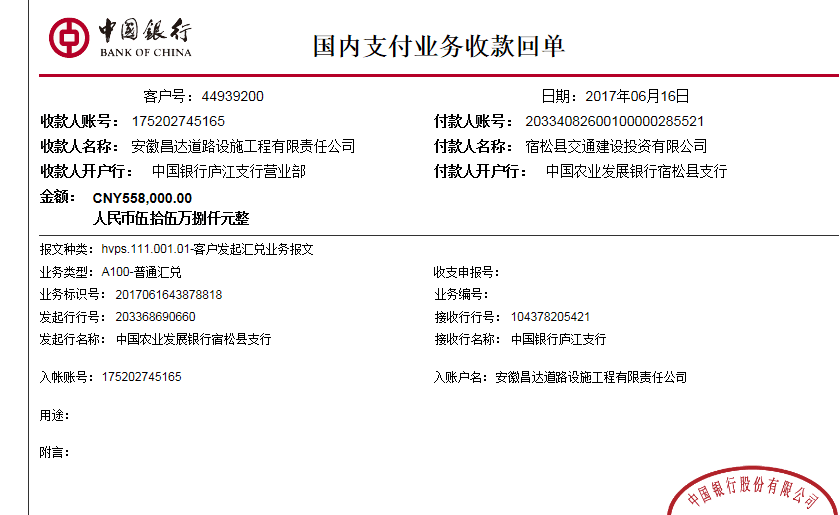 中国银行
BANK OF CHINA
国内支付业务收款回单
客户号：44939200 日期：2017年06月16日
收款人账号：175202745165 付款人账号：20334082600100000285521
收款人名称：安徽昌达道路设施工程有限责任公司 付款人名称：宿松县交通建设投资有限公司
收款人开户行：中国银行庐江支行营业部 付款人开户行：中国农业发展银行宿松县支行
金额：CNY558,000.00
人民币伍拾伍万捌仟元整
报文种类：hvps.111.001.01-客户发起汇兑业务报文
业务类型：A100-普通汇兑 收支申报号：
业务标识号：2017061643878818 业务编号：
发起行行号：203368690660 接收行行号：104378205421
发起行名称：中国农业发展银行宿松县支行 接收行名称：中国银行庐江支行
入帐账号：175202745165 入账户名：安徽昌达道路设施工程有限责任公司
用途：
附言：
中国银行股份有限公司